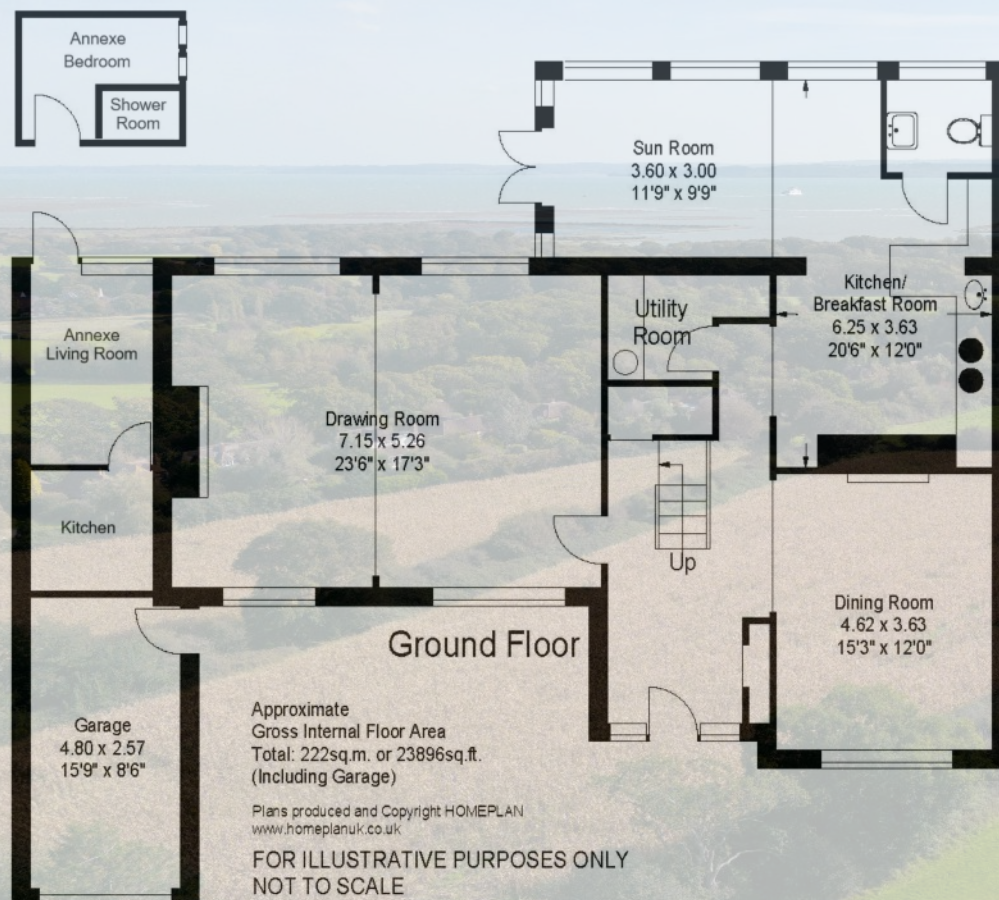 Annexe
Bedroom
Shower
Room
Sun Room
3.60 x 3.00
11'9" x 9'9"
Annexe
Living Room
Utility
Room
Kitchen/
Breakfast Room
6.25 x 3.63
20'6" x 12'0"
Drawing Room
7.15 x 5.26
23'6" x 17'3"
Kitchen
Up
Dining Room
4.62 x 3.63
15'3" x 12'0"
Ground Floor
Garage
4.80 x 2.57
15'9" x 8'6"
Approximate
Gross Internal Floor Area
Total: 222sq.m. or 23896sq.ft.
(Including Garage)
Plans produced and Copyright HOMEPLAN
www.homeplanuk.co.uk
FOR ILLUSTRATIVE PURPOSES ONLY
NOT TO SCALE